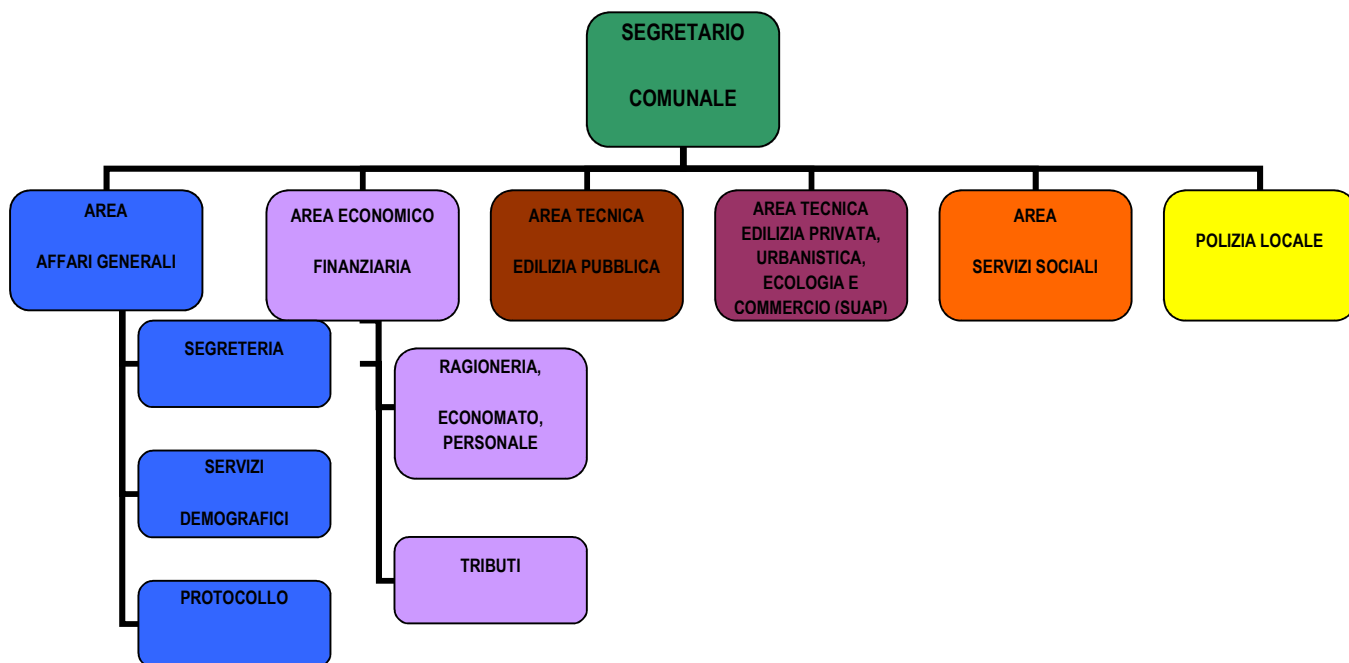 SEGRETARIO
COMUNALE
AREA
AFFARI GENERALI
AREA ECONOMICO
FINANZIARIA
AREA TECNICA
EDILIZIA PUBBLICA
AREA TECNICA
EDILIZIA PRIVATA,
URBANISTICA,
ECOLOGIA E
COMMERCIO (SUAP)
AREA
SERVIZI SOCIALI
POLIZIA LOCALE
SEGRETERIA
SERVIZI
DEMOGRAFICI
PROTOCOLLO
RAGIONERIA,
ECONOMATO,
PERSONALE
TRIBUTI